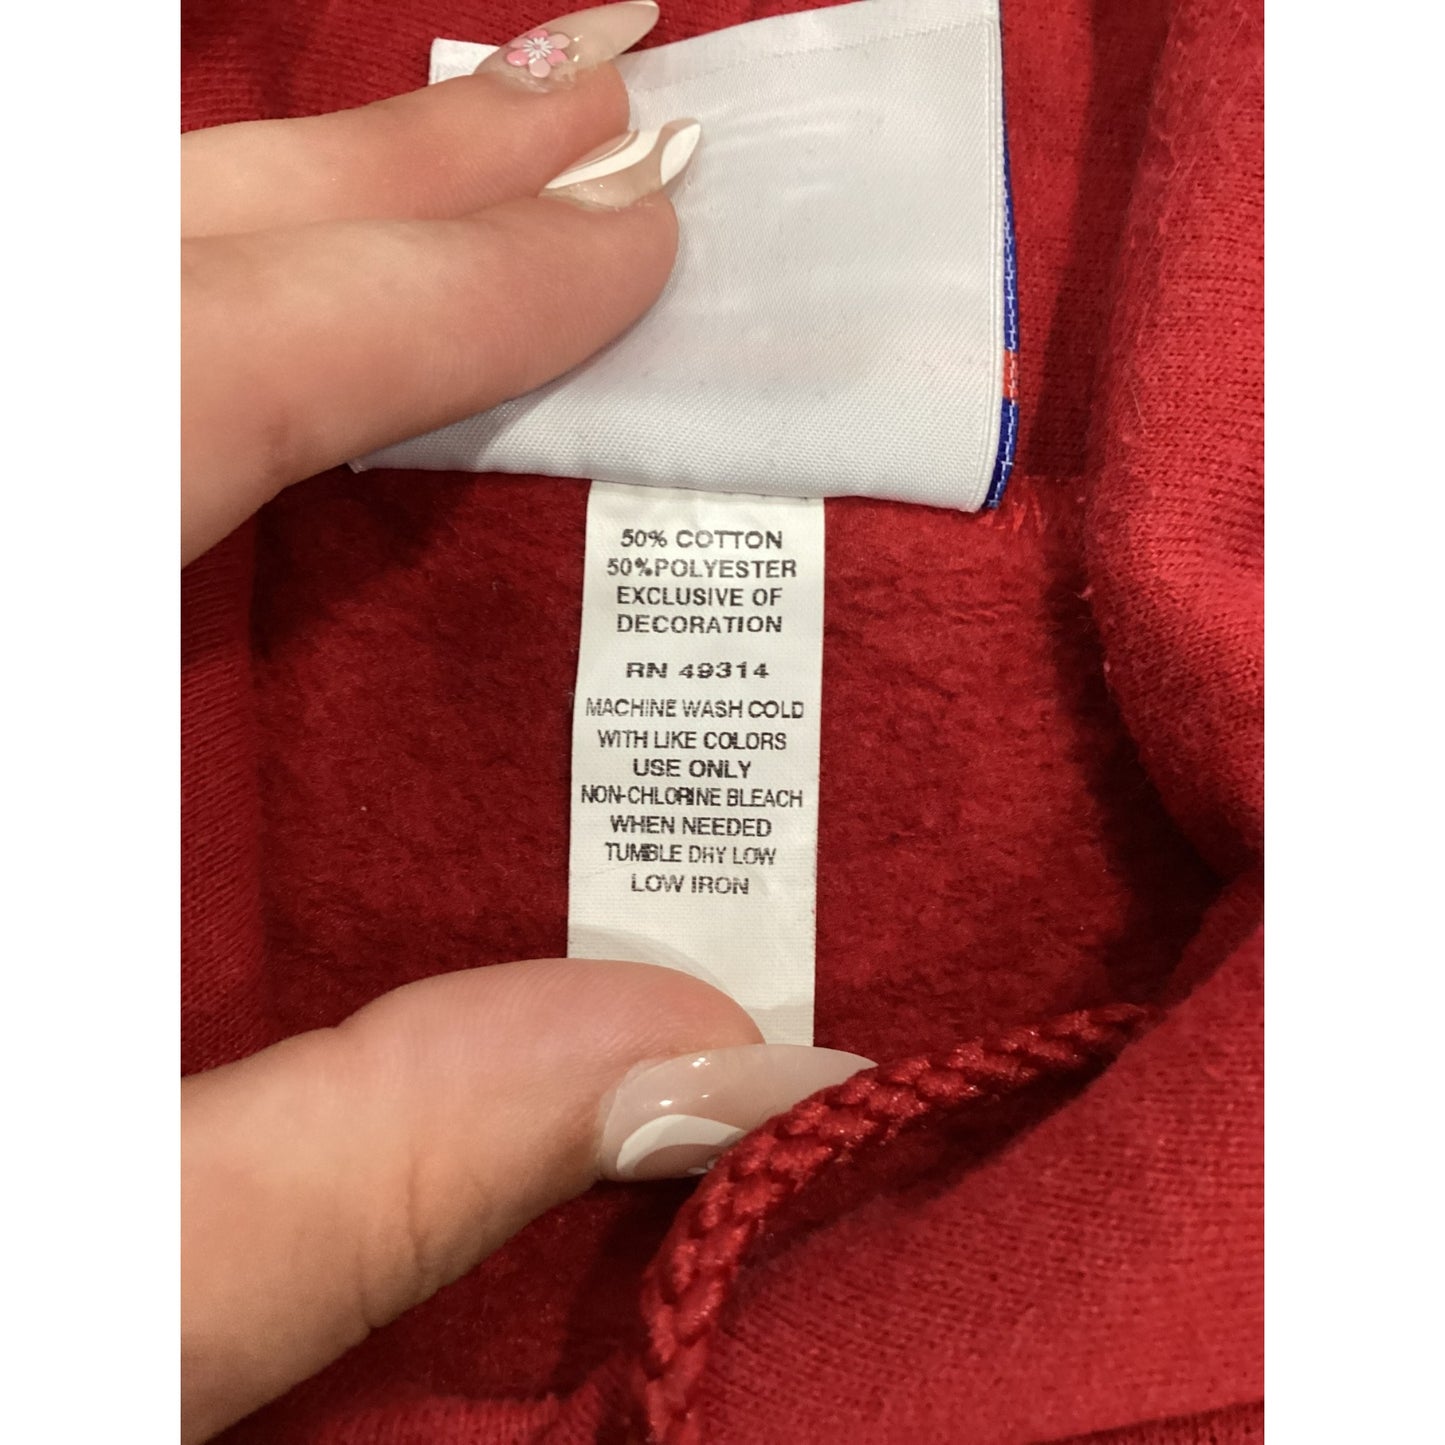 50% COTTON
50%POLYESTER
EXCLUSIVE OF
DECORATION
RN 49314
MACHINE WASH COLD
WITH LIKE COLORS
USE ONLY
NON-CHLORINE BLEACH
WHEN NEEDED
TUMBLE DRY LOW
LOW IRON